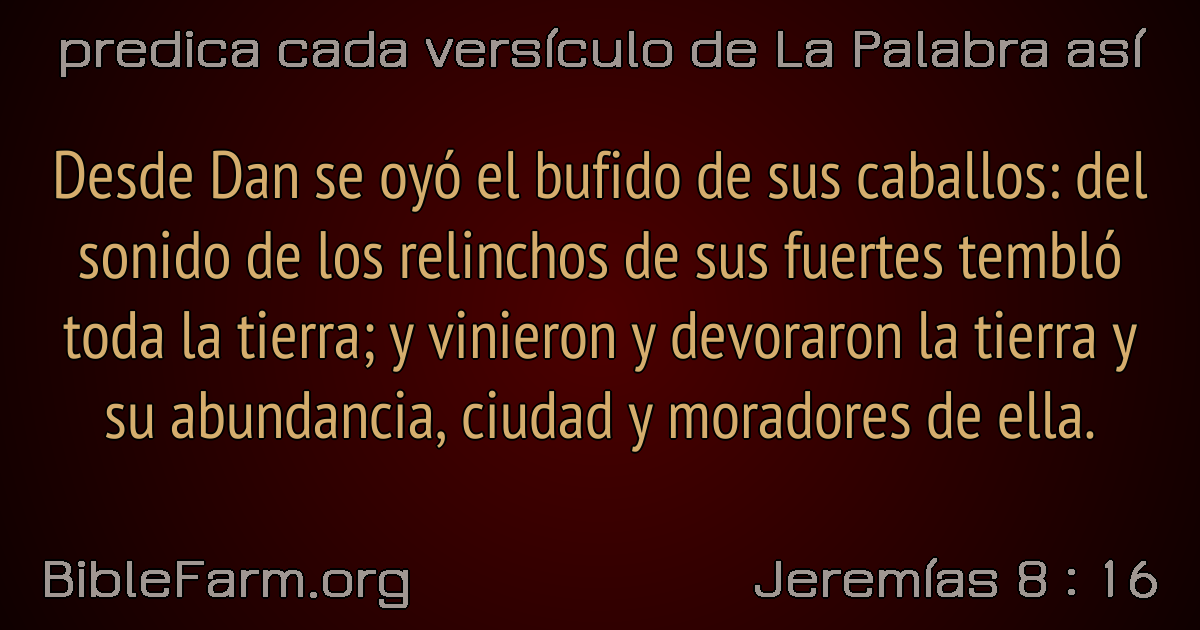 predica cada versículo de La Palabra así
Desde Dan se oyó el bufido de sus caballos: del
sonido de los relinchos de sus fuertes tembló
toda la tierra; y vinieron y devoraron la tierra y
su abundancia, ciudad y moradores de ella.
BibleFarm.org
Jeremías 8 : 16